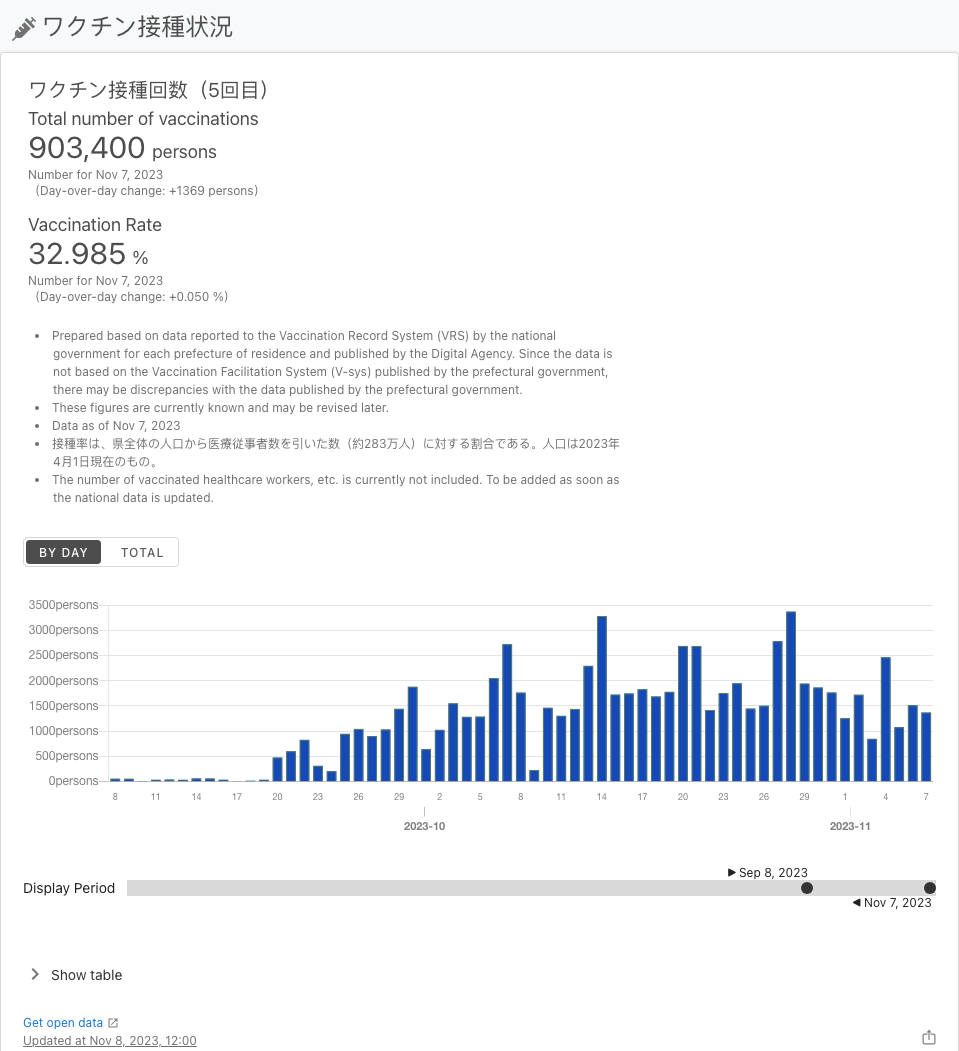 ワクチン接種状況
ワクチン接種回数（5回目）
Total number of vaccinations
903,400 persons
Number for Nov 7, 2023
（Day-over-day change: +1369 persons）
Vaccination Rate
32.985 %
Number for Nov 7, 2023
（Day-over-day change: +0.050 %）
• Prepared based on data reported to the Vaccination Record System (VRS) by the national
government for each prefecture of residence and published by the Digital Agency. Since the data is
not based on the Vaccination Facilitation System (V-sys) published by the prefectural government,
there may be discrepancies with the data published by the prefectural government.
• These figures are currently known and may be revised later.
• Data as of Nov 7, 2023
• 接種率は、県全体の人口から医療従事者数を引いた数（約283万人）に対する割合である。人口は2023年
4月1日現在のもの。
• The number of vaccinated healthcare workers, etc. is currently not included. To be added as soon as
the national data is updated.
BY DAY TOTAL
3500persons
3000persons
2500persons
2000persons
1500persons
1000persons
500persons
0persons
8 11 14 17 20 23 26 29 2 5 8 11 14 17 20 23 26 29 1 4 7
2023-10 2023-11
▶ Sep 8, 2023
Display Period
◀ Nov 7, 2023
Show table
Get open data
Updated at Nov 8, 2023, 12:00